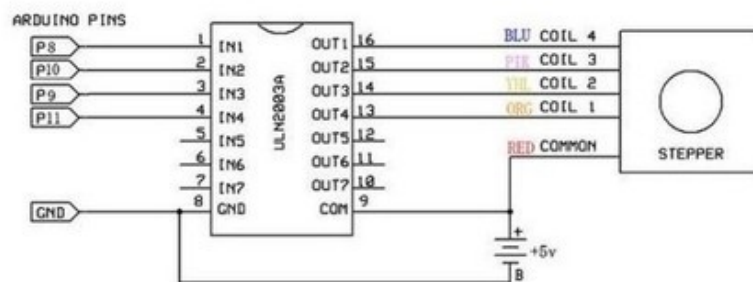 ARDUINO PINS
P8 1 IN1 OUT1 16 BLU COIL 4
P10 2 IN2 OUT2 15 PIK COIL 3
P9 3 IN3 OUT3 14 YHL COIL 2
P11 4 IN4 OUT4 13 ORG COIL 1
5 IN5 OUT5 12
6 IN6 OUT6 11
7 IN7 OUT7 10
GND 8 GND COM 9
ULN2003A
RED COMMON
STEPPER
+
+5v
B